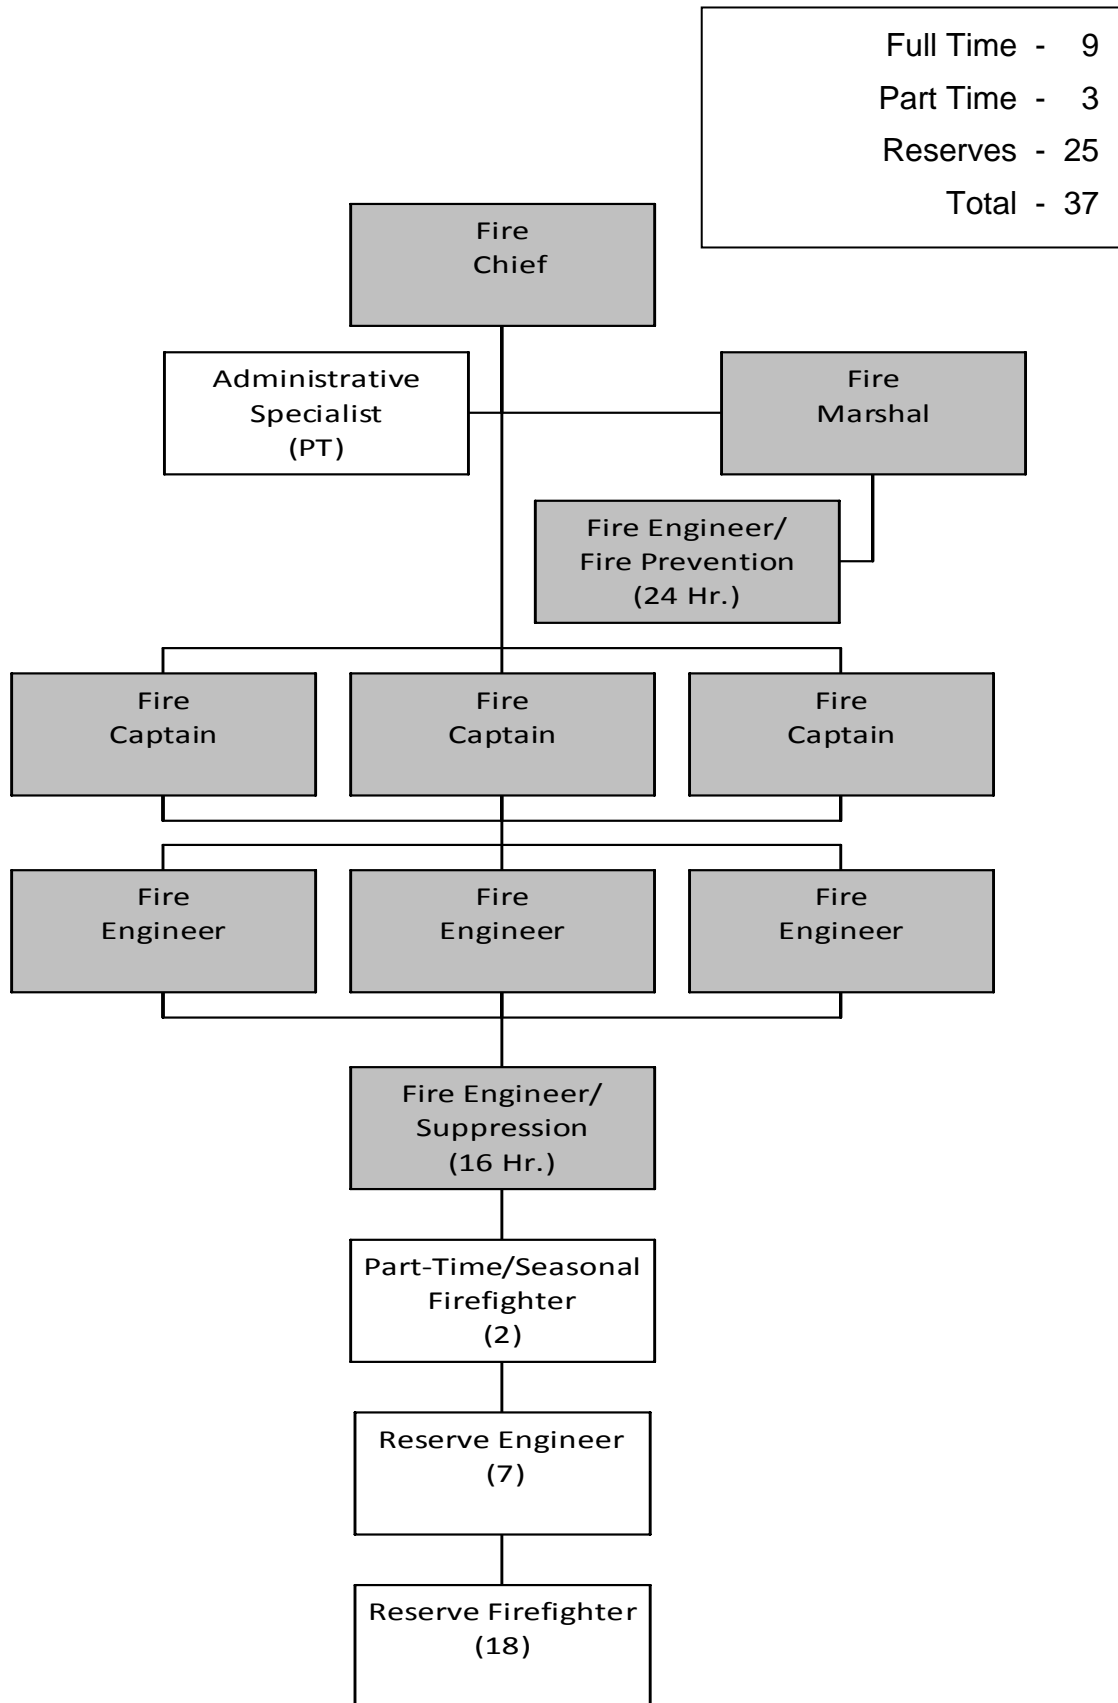 Full Time - 9
Part Time - 3
Reserves - 25
Total - 37
Fire
Chief
Administrative
Specialist
(PT)
Fire
Marshal
Fire Engineer/
Fire Prevention
(24 Hr.)
Fire
Captain
Fire
Captain
Fire
Captain
Fire
Engineer
Fire
Engineer
Fire
Engineer
Fire Engineer/
Suppression
(16 Hr.)
Part-Time/Seasonal
Firefighter
(2)
Reserve Engineer
(7)
Reserve Firefighter
(18)